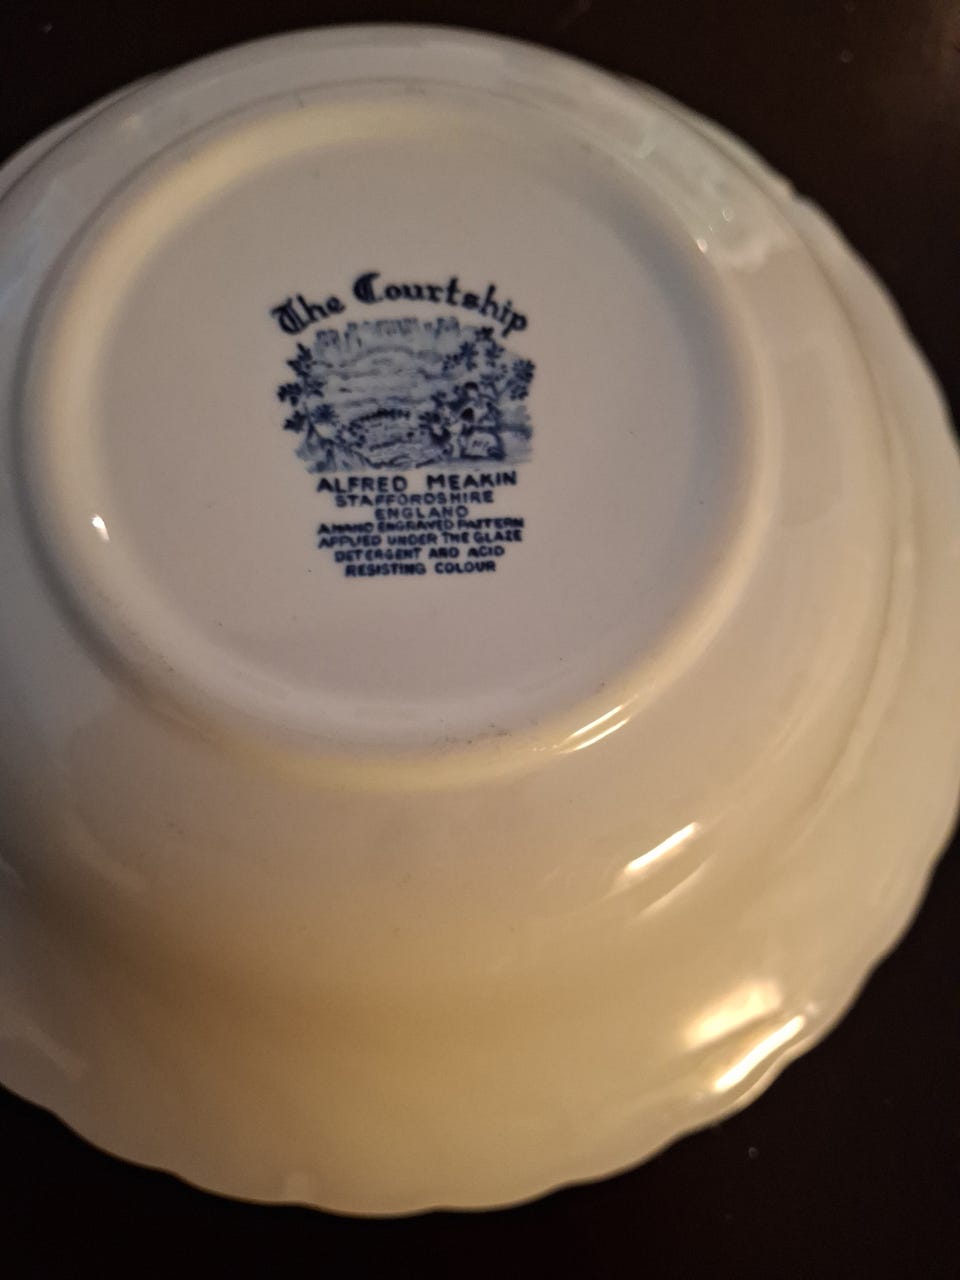 The Courtship
ALFRED MEAKIN
STAFFORDSHIRE
ENGLAND
A HAND ENGRAVED PATTERN
APPLIED UNDER THE GLAZE
DETERGENT AND ACID
RESISTING COLOUR